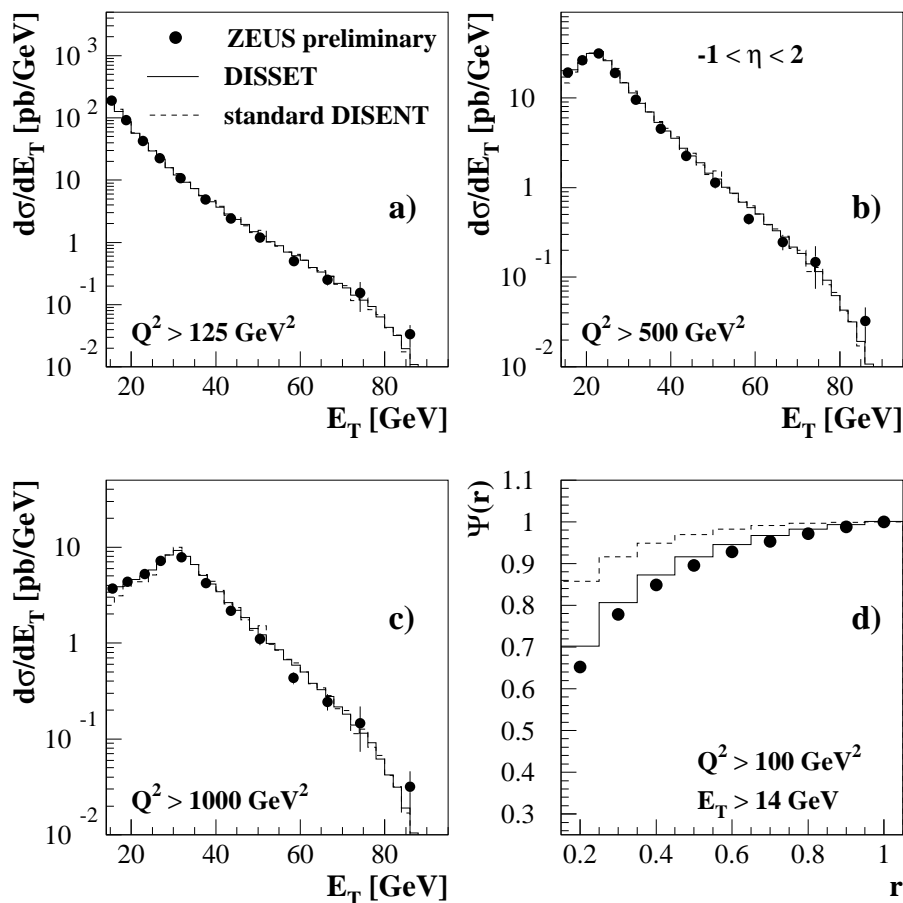 dσ/dE_T [pb/GeV]
10^3
10^2
10
1
10^-1
10^-2
ZEUS preliminary
DISSET
standard DISENT
a)
Q^2 > 125 GeV^2
20 40 60 80
E_T [GeV]
dσ/dE_T [pb/GeV]
10
1
10^-1
10^-2
-1 < η < 2
b)
Q^2 > 500 GeV^2
20 40 60 80
E_T [GeV]
dσ/dE_T [pb/GeV]
10
1
10^-1
10^-2
c)
Q^2 > 1000 GeV^2
20 40 60 80
E_T [GeV]
Ψ(r)
1.1
1
0.9
0.8
0.7
0.6
0.5
0.4
0.3
d)
Q^2 > 100 GeV^2
E_T > 14 GeV
0.2 0.4 0.6 0.8 1
r